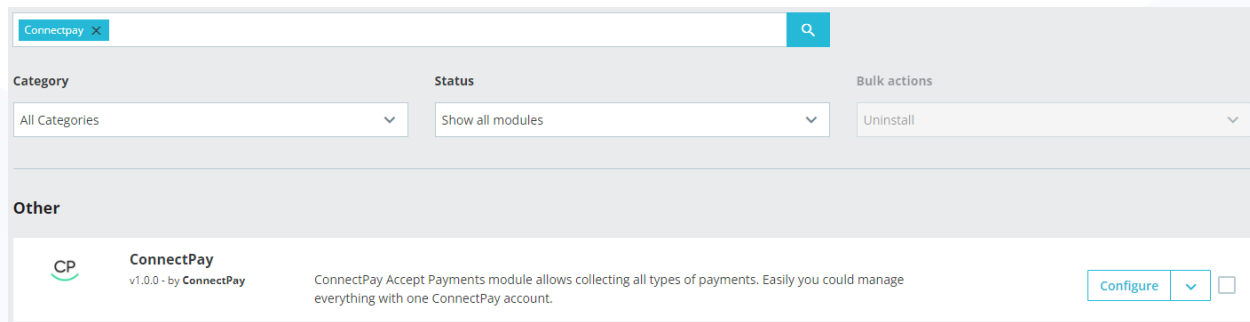 Connectpay
Category
Status
Bulk actions
All Categories
Show all modules
Uninstall
Other
CP
ConnectPay
v1.0.0 - by ConnectPay
ConnectPay Accept Payments module allows collecting all types of payments. Easily you could manage
everything with one ConnectPay account.
Configure